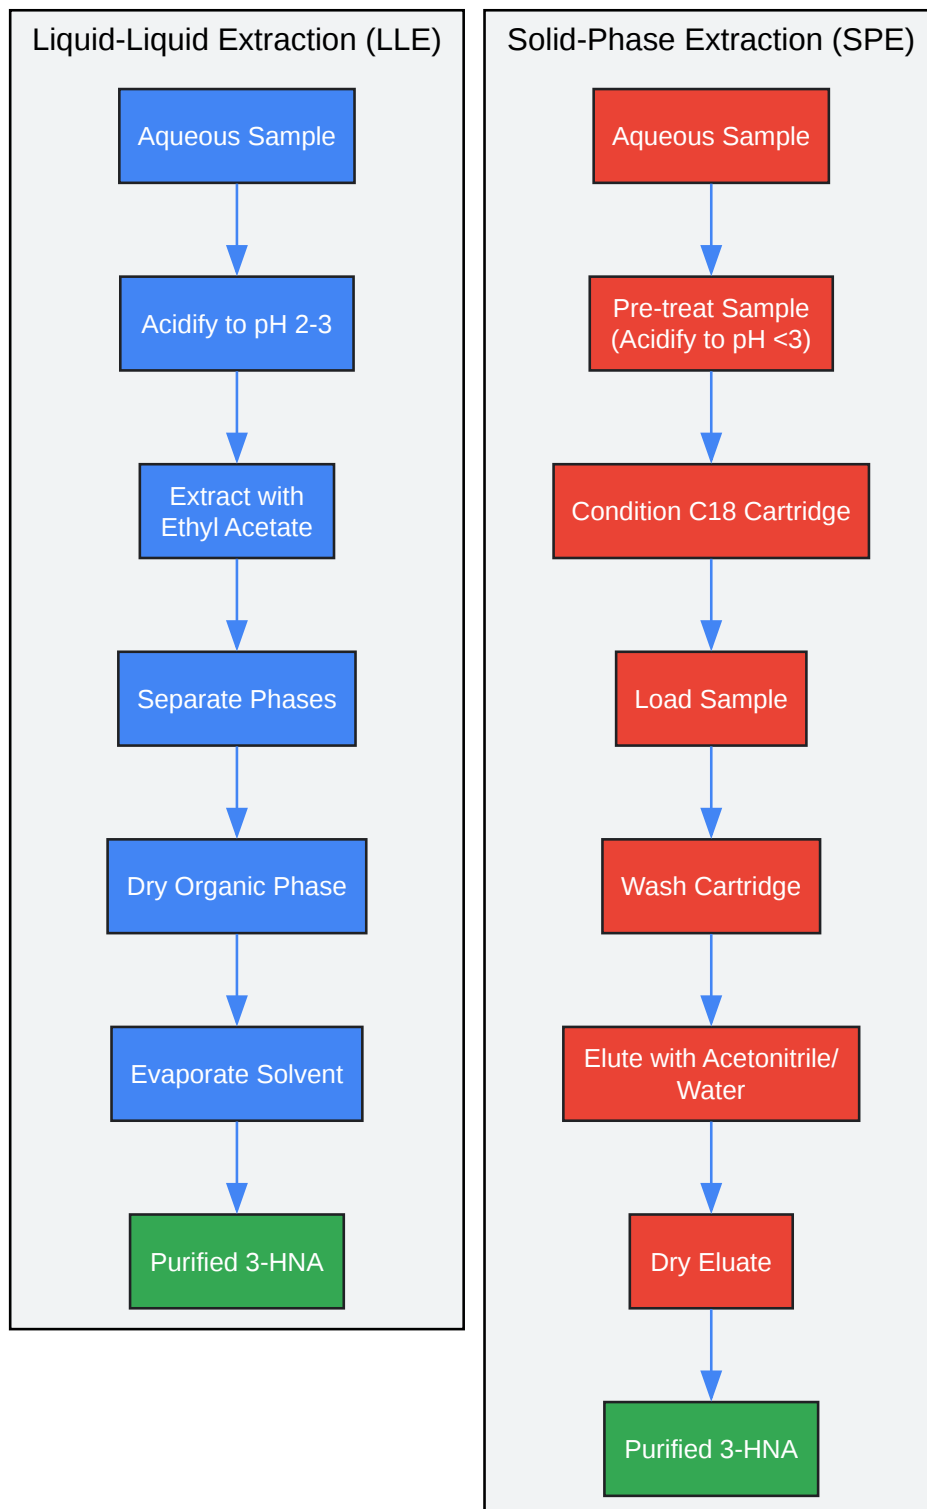 Liquid-Liquid Extraction (LLE)
Aqueous Sample
Acidify to pH 2-3
Extract with
Ethyl Acetate
Separate Phases
Dry Organic Phase
Evaporate Solvent
Purified 3-HNA
Solid-Phase Extraction (SPE)
Aqueous Sample
Pre-treat Sample
(Acidify to pH <3)
Condition C18 Cartridge
Load Sample
Wash Cartridge
Elute with Acetonitrile/
Water
Dry Eluate
Purified 3-HNA